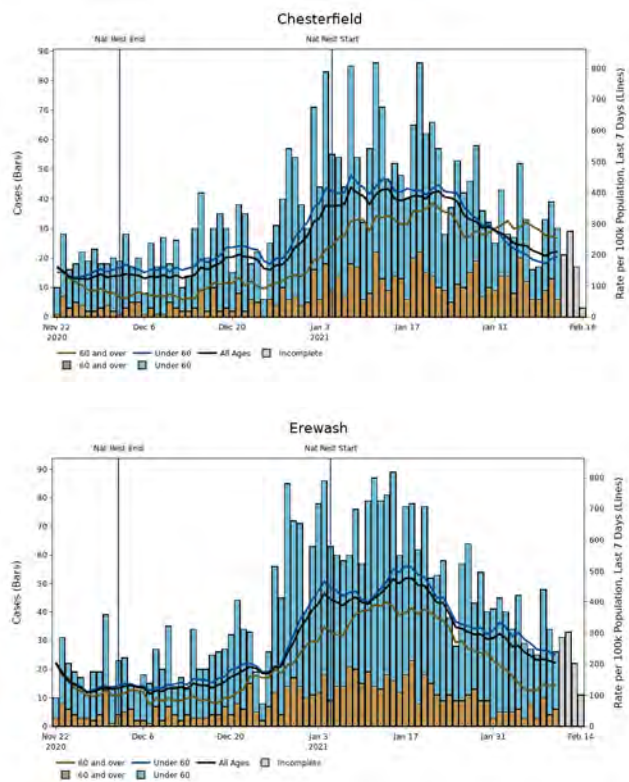 Chesterfield
Nat Rest End
Nat Rest Start
90
80
70
60
50
40
30
20
10
0
Cases (Bars)
800
700
600
500
400
300
200
100
0
Rate per 100k Population, Last 7 Days (Lines)
Nov 22
2020
Dec 6
Dec 20
Jan 3
2021
Jan 17
Jan 31
Feb 14
60 and over Under 60 All Ages Incomplete
60 and over Under 60
Erewash
Nat Rest End
Nat Rest Start
90
80
70
60
50
40
30
20
10
0
Cases (Bars)
800
700
600
500
400
300
200
100
0
Rate per 100k Population, Last 7 Days (Lines)
Nov 22
2020
Dec 6
Dec 20
Jan 3
2021
Jan 17
Jan 31
Feb 14
60 and over Under 60 All Ages Incomplete
60 and over Under 60